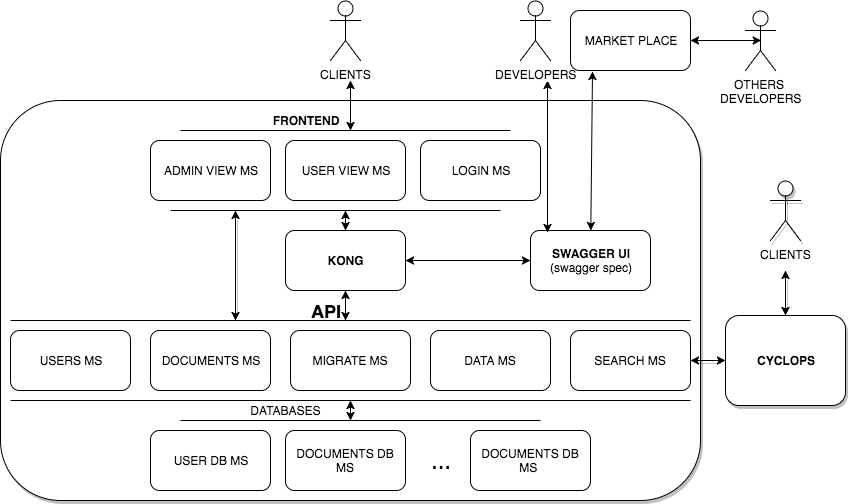 CLIENTS
DEVELOPERS
MARKET PLACE
OTHERS
DEVELOPERS
FRONTEND
ADMIN VIEW MS
USER VIEW MS
LOGIN MS
KONG
SWAGGER UI
(swagger spec)
CLIENTS
API
USERS MS
DOCUMENTS MS
MIGRATE MS
DATA MS
SEARCH MS
CYCLOPS
DATABASES
USER DB MS
DOCUMENTS DB
MS
...
DOCUMENTS DB
MS